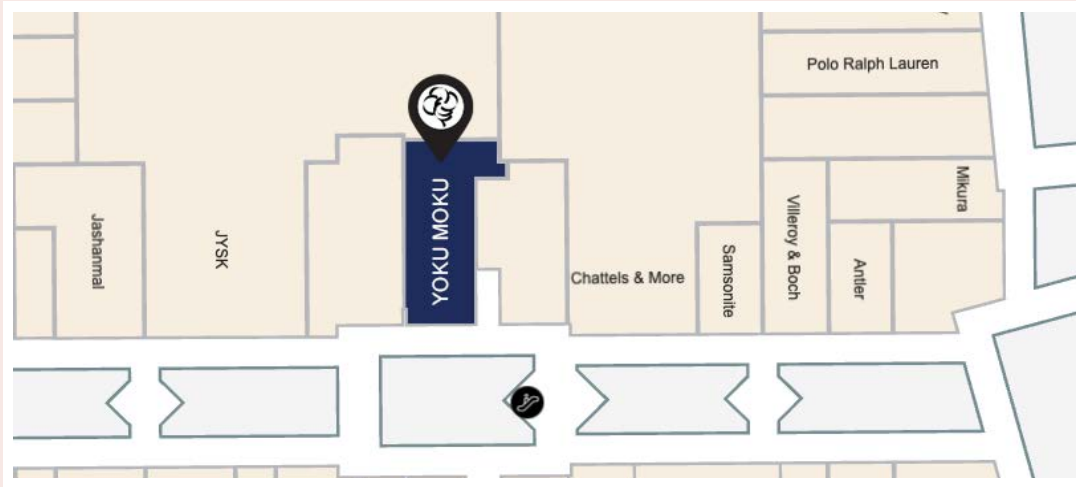 Polo Ralph Lauren
Mikura
Jashanmal
JYSK
YOKU MOKU
Chattels & More
Samsonite
Villeroy & Boch
Antler